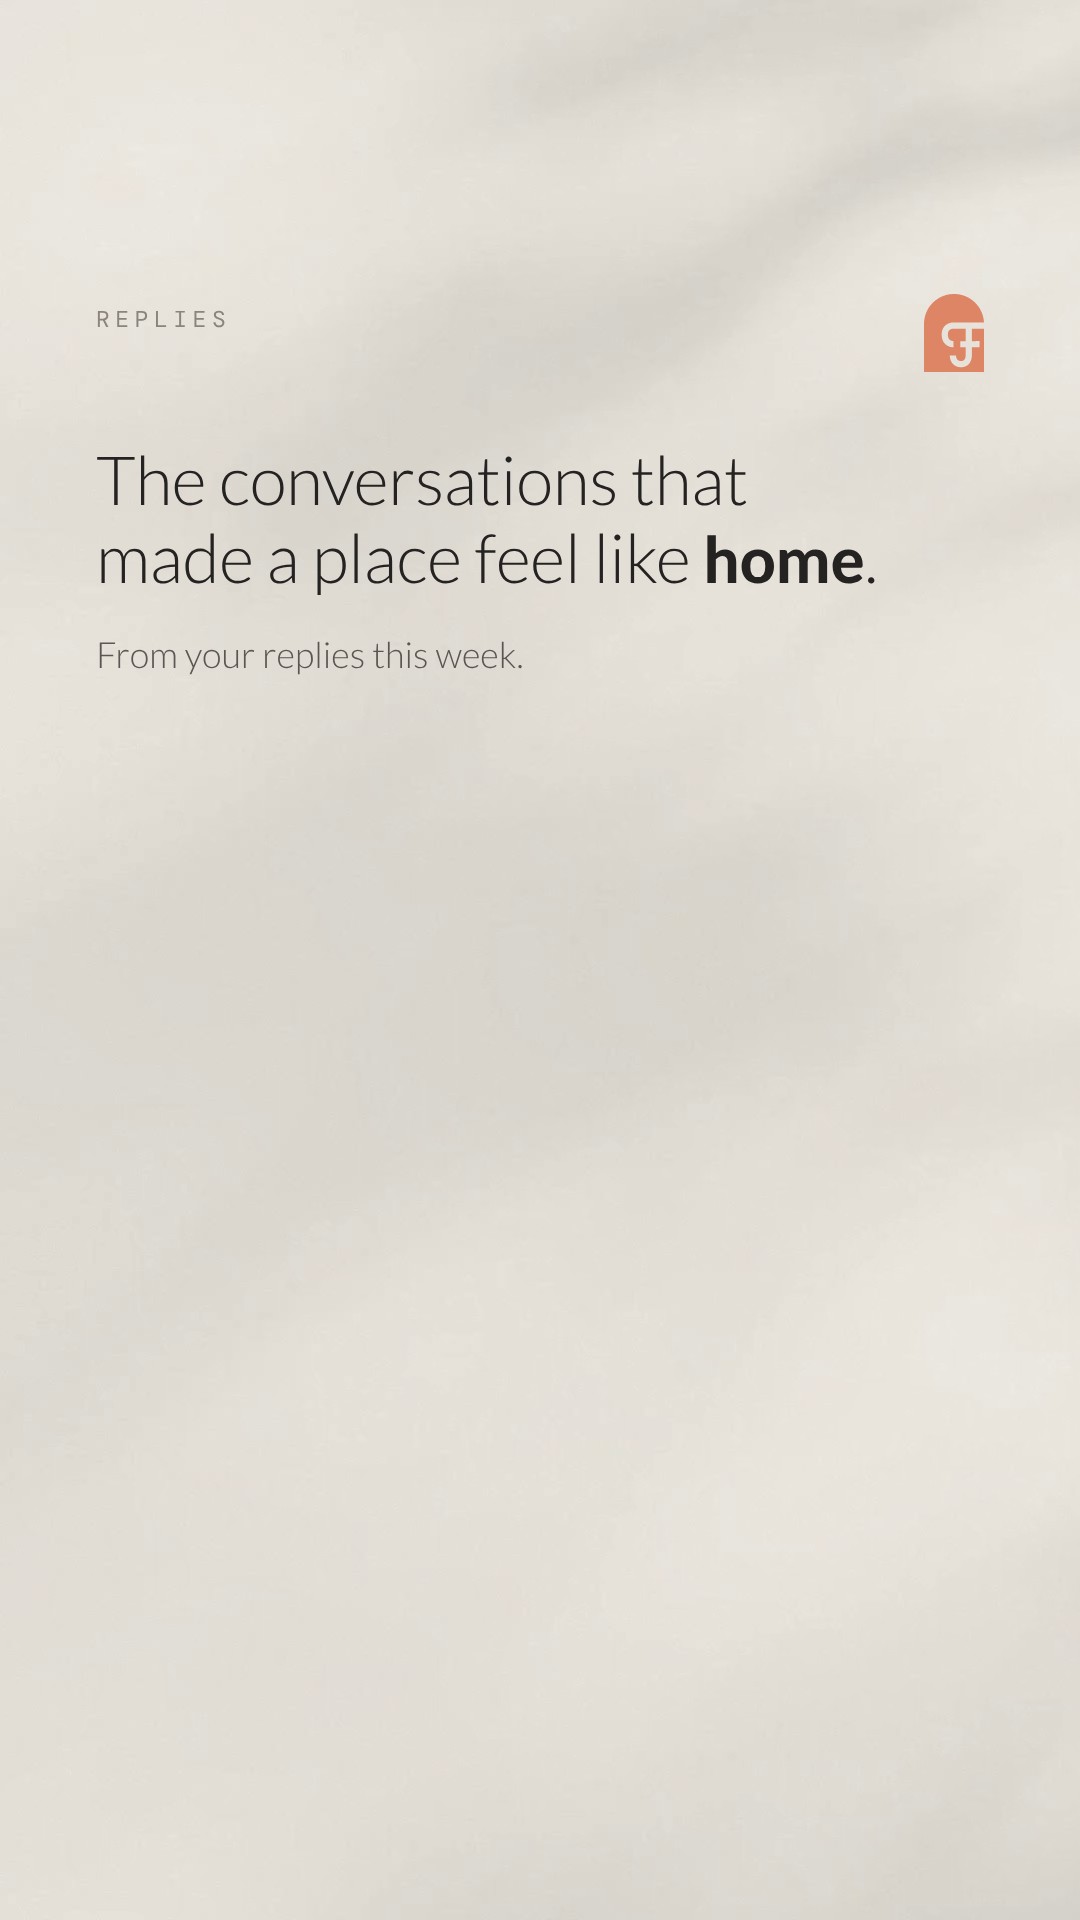 REPLIES
The conversations that
made a place feel like home.
From your replies this week.